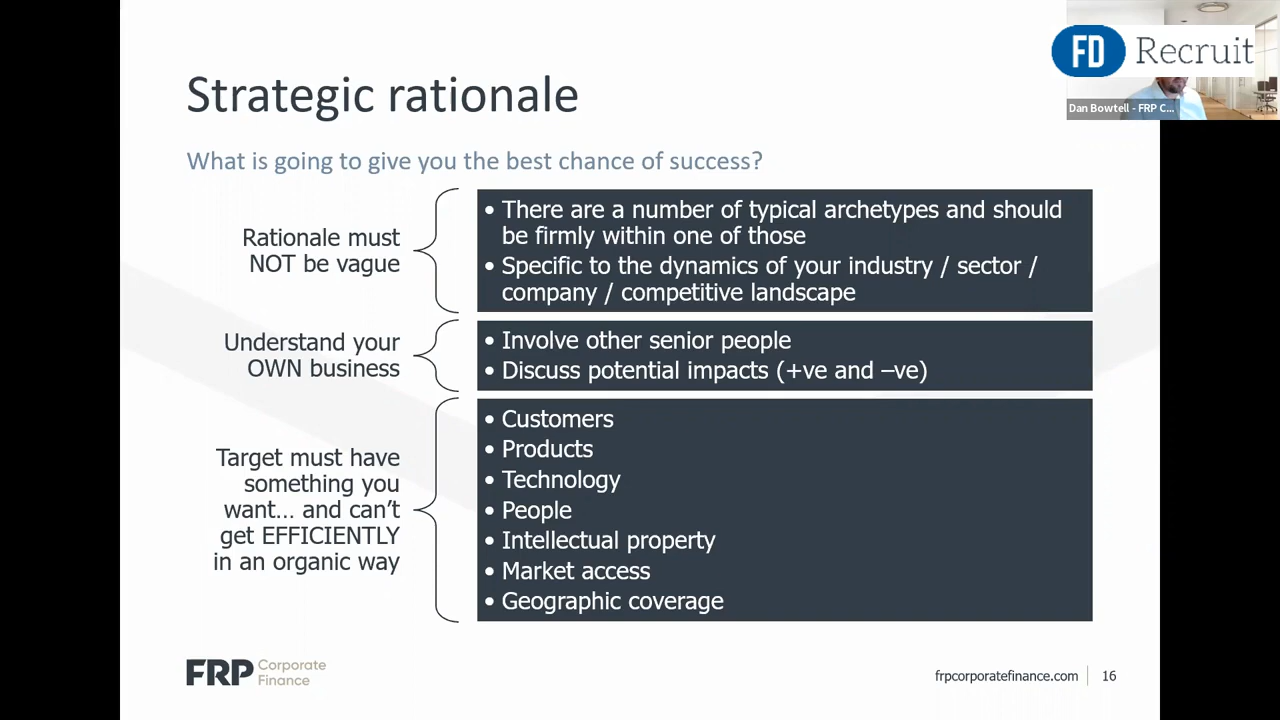 FD Recruit
Dan Bowtell - FRP C...
Strategic rationale
What is going to give you the best chance of success?
Rationale must
NOT be vague
• There are a number of typical archetypes and should
be firmly within one of those
• Specific to the dynamics of your industry / sector /
company / competitive landscape
Understand your
OWN business
• Involve other senior people
• Discuss potential impacts (+ve and –ve)
Target must have
something you
want... and can't
get EFFICIENTLY
in an organic way
• Customers
• Products
• Technology
• People
• Intellectual property
• Market access
• Geographic coverage
FRP Corporate
Finance
frpcorporatefinance.com
16